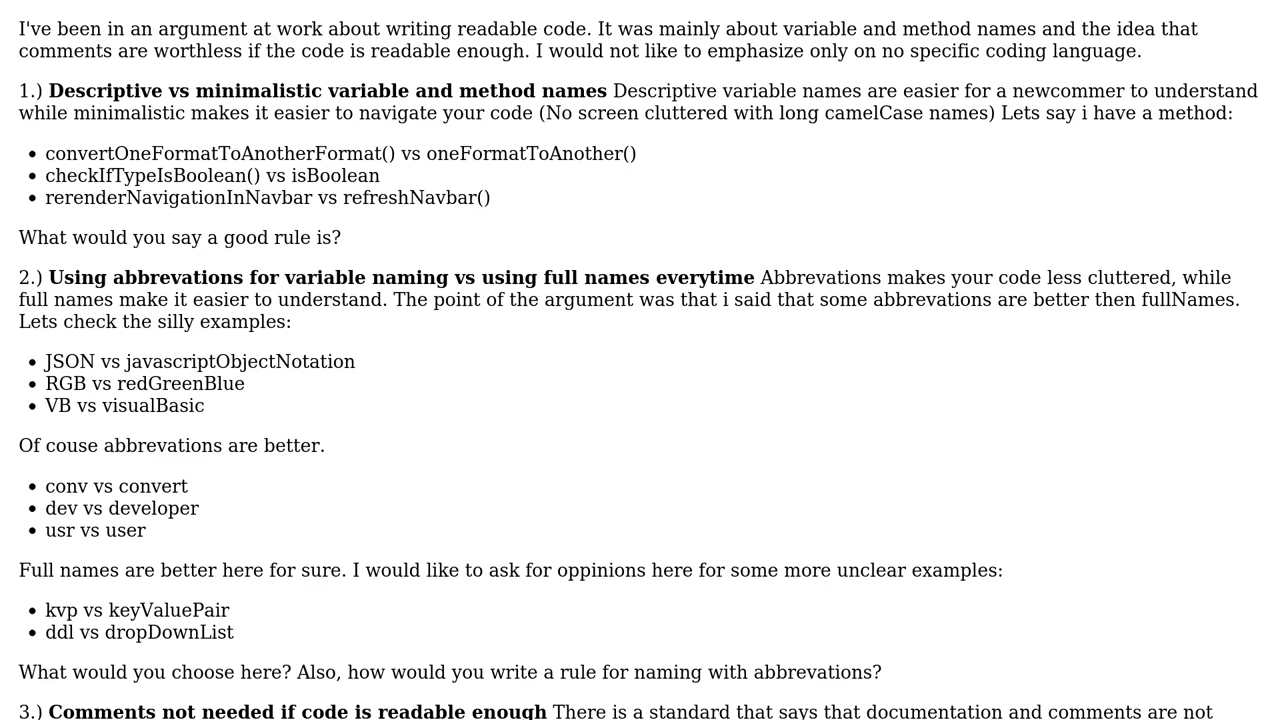 I've been in an argument at work about writing readable code. It was mainly about variable and method names and the idea that
comments are worthless if the code is readable enough. I would not like to emphasize only on no specific coding language.
1.) Descriptive vs minimalistic variable and method names Descriptive variable names are easier for a newcommer to understand
while minimalistic makes it easier to navigate your code (No screen cluttered with long camelCase names) Lets say i have a method:
• convertOneFormatToAnotherFormat() vs oneFormatToAnother()
• checkIfTypeIsBoolean() vs isBoolean
• rerenderNavigationInNavbar vs refreshNavbar()
What would you say a good rule is?
2.) Using abbrevations for variable naming vs using full names everytime Abbrevations makes your code less cluttered, while
full names make it easier to understand. The point of the argument was that i said that some abbrevations are better then fullNames.
Lets check the silly examples:
• JSON vs javascriptObjectNotation
• RGB vs redGreenBlue
• VB vs visualBasic
Of couse abbrevations are better.
• conv vs convert
• dev vs developer
• usr vs user
Full names are better here for sure. I would like to ask for oppinions here for some more unclear examples:
• kvp vs keyValuePair
• ddl vs dropDownList
What would you choose here? Also, how would you write a rule for naming with abbrevations?
3.) Comments not needed if code is readable enough There is a standard that says that documentation and comments are not